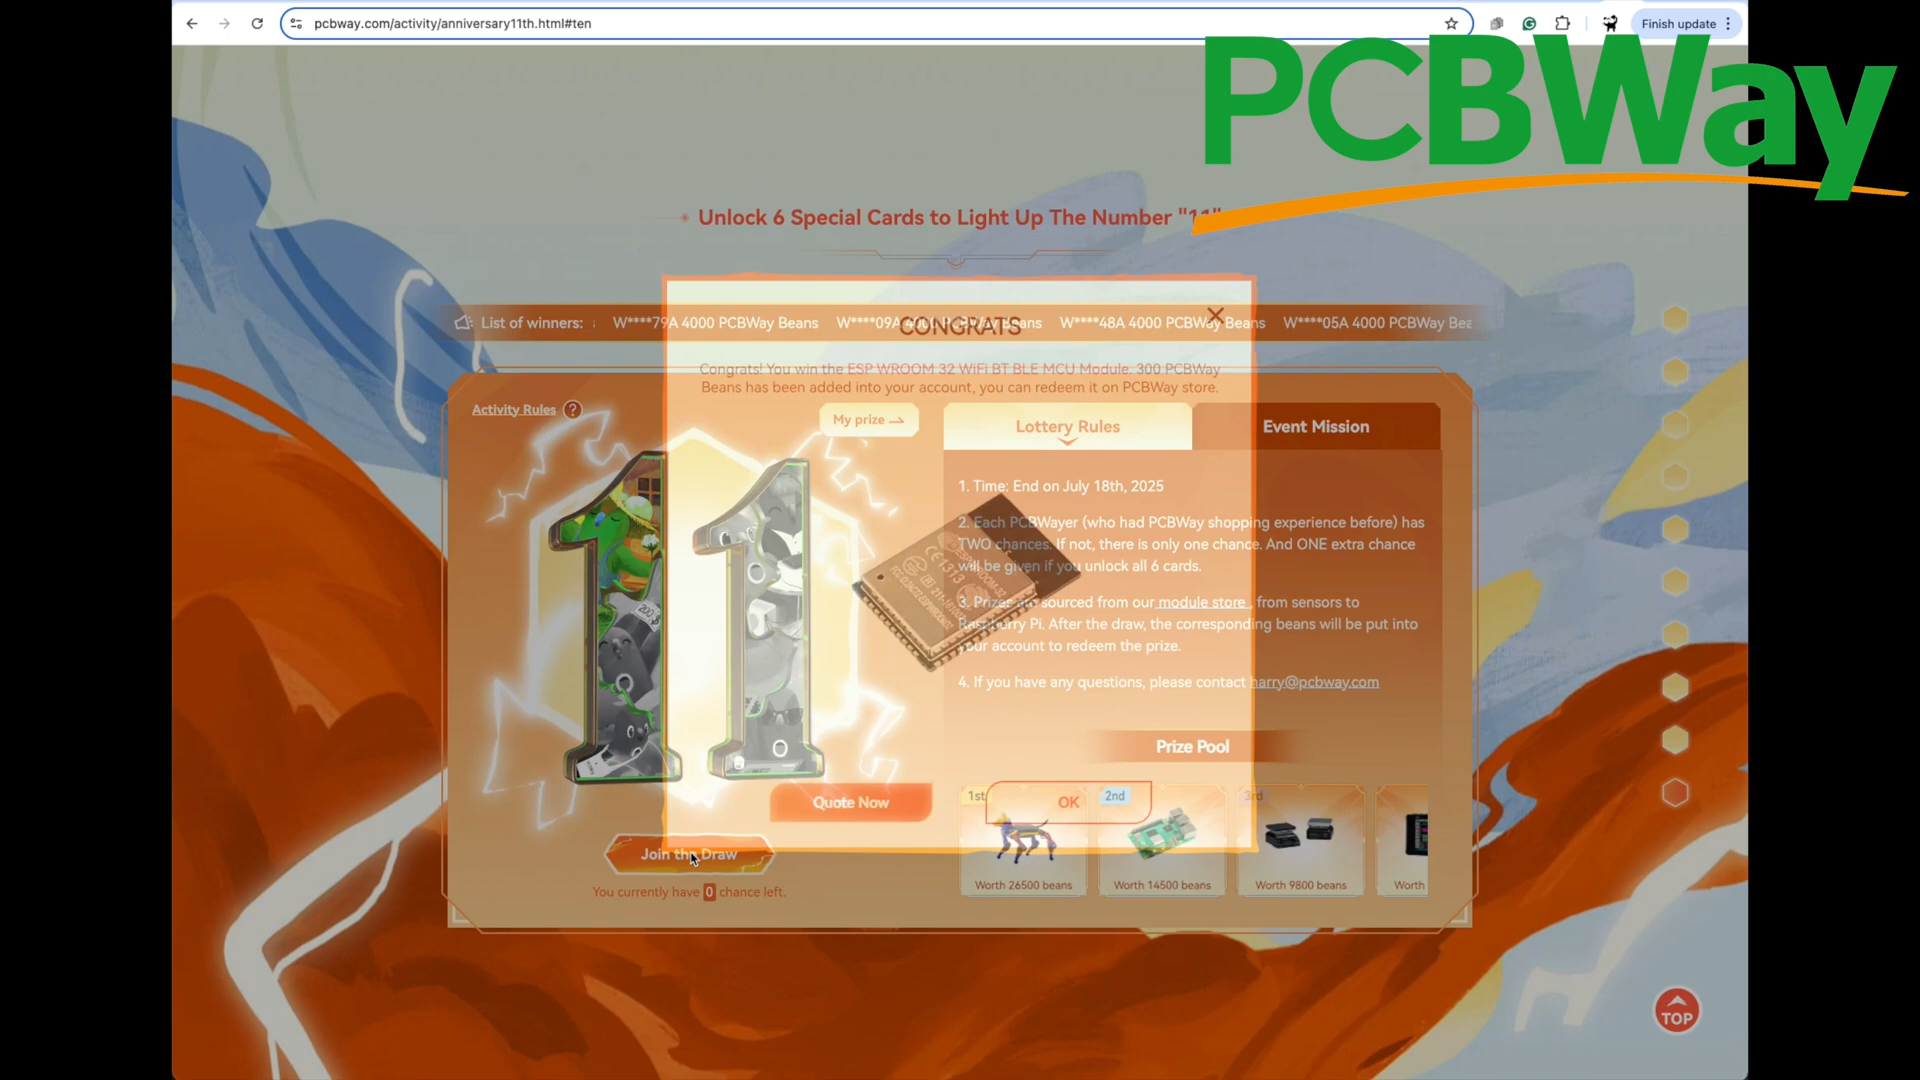 pcbway.com/activity/anniversary11th.html#ten
Finish update
PCBWay
Unlock 6 Special Cards to Light Up The Number "11"
List of winners:
W****79A 4000 PCBWay Beans
W****09A 4000 PCBWay Beans
W****48A 4000 PCBWay Beans
W****05A 4000 PCBWay Bea
CONGRATS
Congrats! You win the ESP WROOM 32 WiFi BT BLE MCU Module. 300 PCBWay
Beans has been added into your account, you can redeem it on PCBWay store.
Activity Rules ?
My prize
Lottery Rules
Event Mission
1. Time: End on July 18th, 2025
2. Each PCBWayer (who had PCBWay shopping experience before) has
TWO chances. If not, there is only one chance. And ONE extra chance
will be given if you unlock all 6 cards.
3. Prizes are sourced from our module store , from sensors to
Raspberry Pi. After the draw, the corresponding beans will be put into
your account to redeem the prize.
4. If you have any questions, please contact harry@pcbway.com
Prize Pool
Quote Now
OK
1st
2nd
3rd
Join the Draw
Worth 26500 beans
Worth 14500 beans
Worth 9800 beans
Worth
You currently have 0 chance left.
TOP